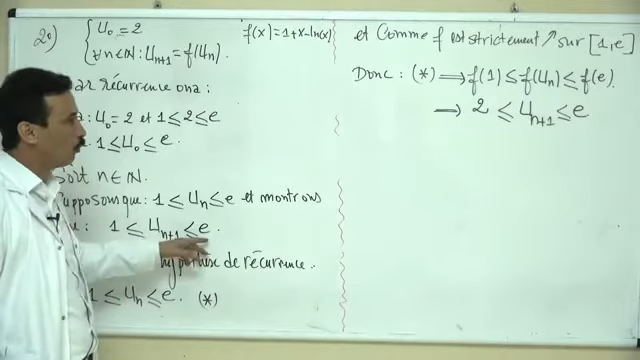 2°) { U₀ = 2
∀n∈ℕ : Uₙ₊₁ = f(Uₙ).
f(x) = 1+x-ln(x)
récurrence on a :
: U₀ = 2 et 1 ≤ 2 ≤ e
1 ≤ U₀ ≤ e.
Soit n ∈ ℕ.
Supposons que : 1 ≤ Uₙ ≤ e et montrons
: 1 ≤ Uₙ₊₁ ≤ e.
hypothèse de récurrence.
1 ≤ Uₙ ≤ e. (*)
et comme f est strictement ↗ sur [1,e]
Donc : (*) ⟹ f(1) ≤ f(Uₙ) ≤ f(e).
⟹ 2 ≤ Uₙ₊₁ ≤ e